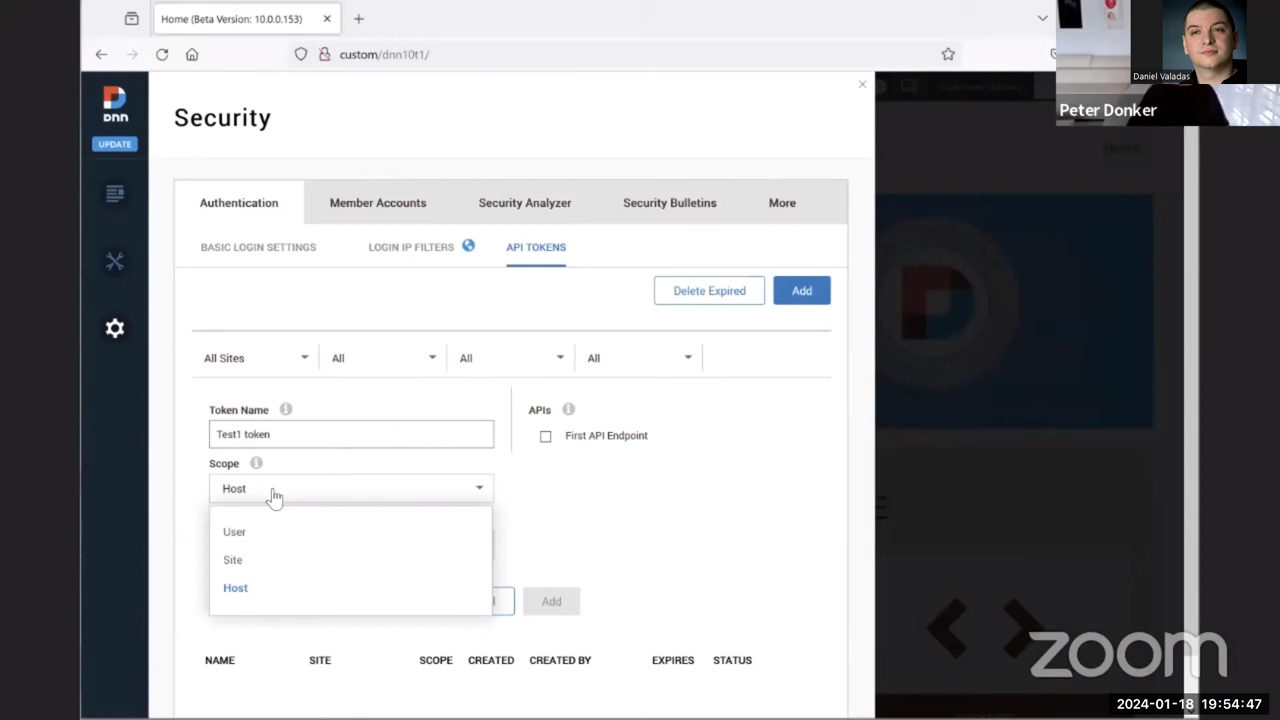 Home (Beta Version: 10.0.0.153)
custom/dnn10t1/
Daniel Valadas
Peter Donker
DNN
UPDATE
Security
Authentication
Member Accounts
Security Analyzer
Security Bulletins
More
BASIC LOGIN SETTINGS
LOGIN IP FILTERS
API TOKENS
Delete Expired
Add
All Sites
All
All
All
Token Name
APIs
Test1 token
First API Endpoint
Scope
Host
User
Site
Host
Add
NAME
SITE
SCOPE
CREATED
CREATED BY
EXPIRES
STATUS
zoom
2024-01-18 19:54:47